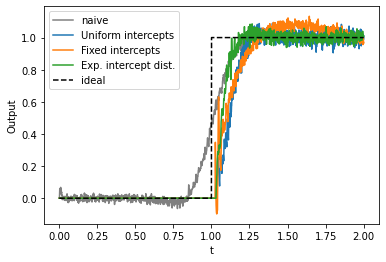 naive
Uniform intercepts
Fixed intercepts
Exp. intercept dist.
ideal
Output
1.0
0.8
0.6
0.4
0.2
0.0
0.00 0.25 0.50 0.75 1.00 1.25 1.50 1.75 2.00
t